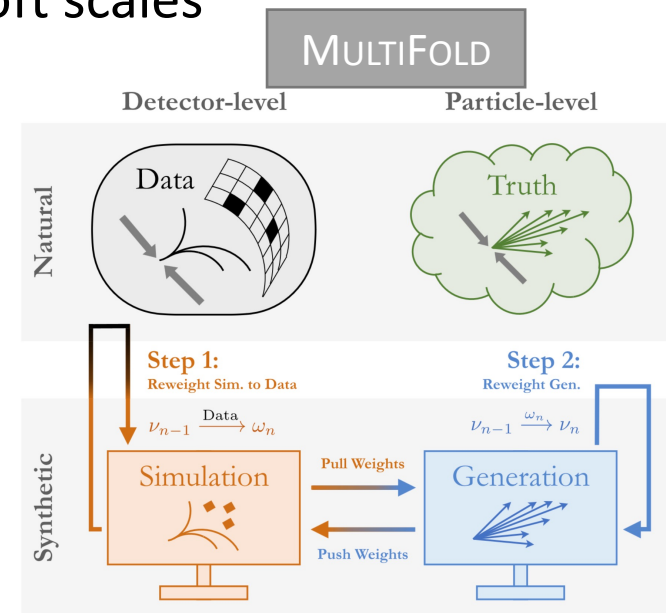 oft scales
MULTIFOLD
Detector-level Particle-level
Natural
Data
Truth
Step 1:
Reweight Sim. to Data
Step 2:
Reweight Gen.
Synthetic
νₙ₋₁ —Data→ ωₙ
νₙ₋₁ —ωₙ→ νₙ
Simulation
Pull Weights
Push Weights
Generation